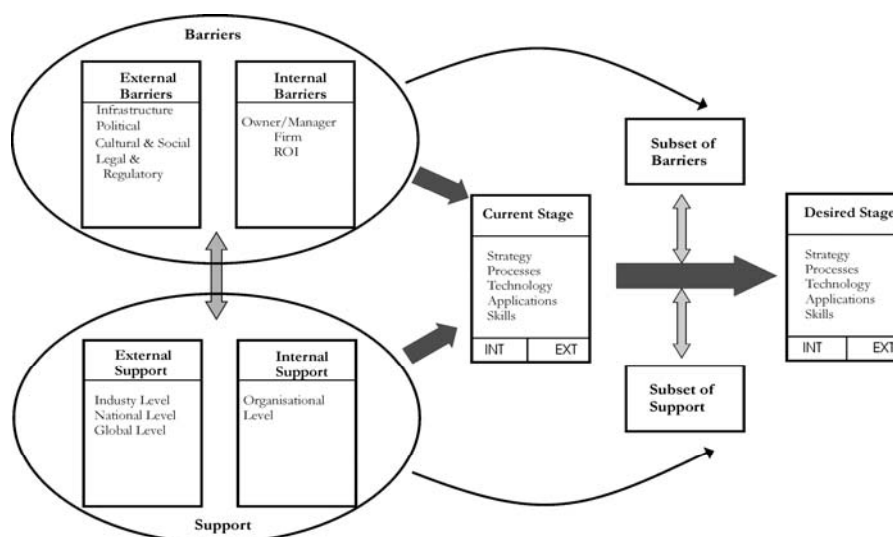 Barriers
External
Barriers
Infrastructure
Political
Cultural & Social
Legal &
Regulatory
Internal
Barriers
Owner/Manager
Firm
ROI
Subset of
Barriers
Current Stage
Strategy
Processes
Technology
Applications
Skills
INT
EXT
Desired Stage
Strategy
Processes
Technology
Applications
Skills
INT
EXT
External
Support
Industy Level
National Level
Global Level
Internal
Support
Organisational
Level
Subset of
Support
Support